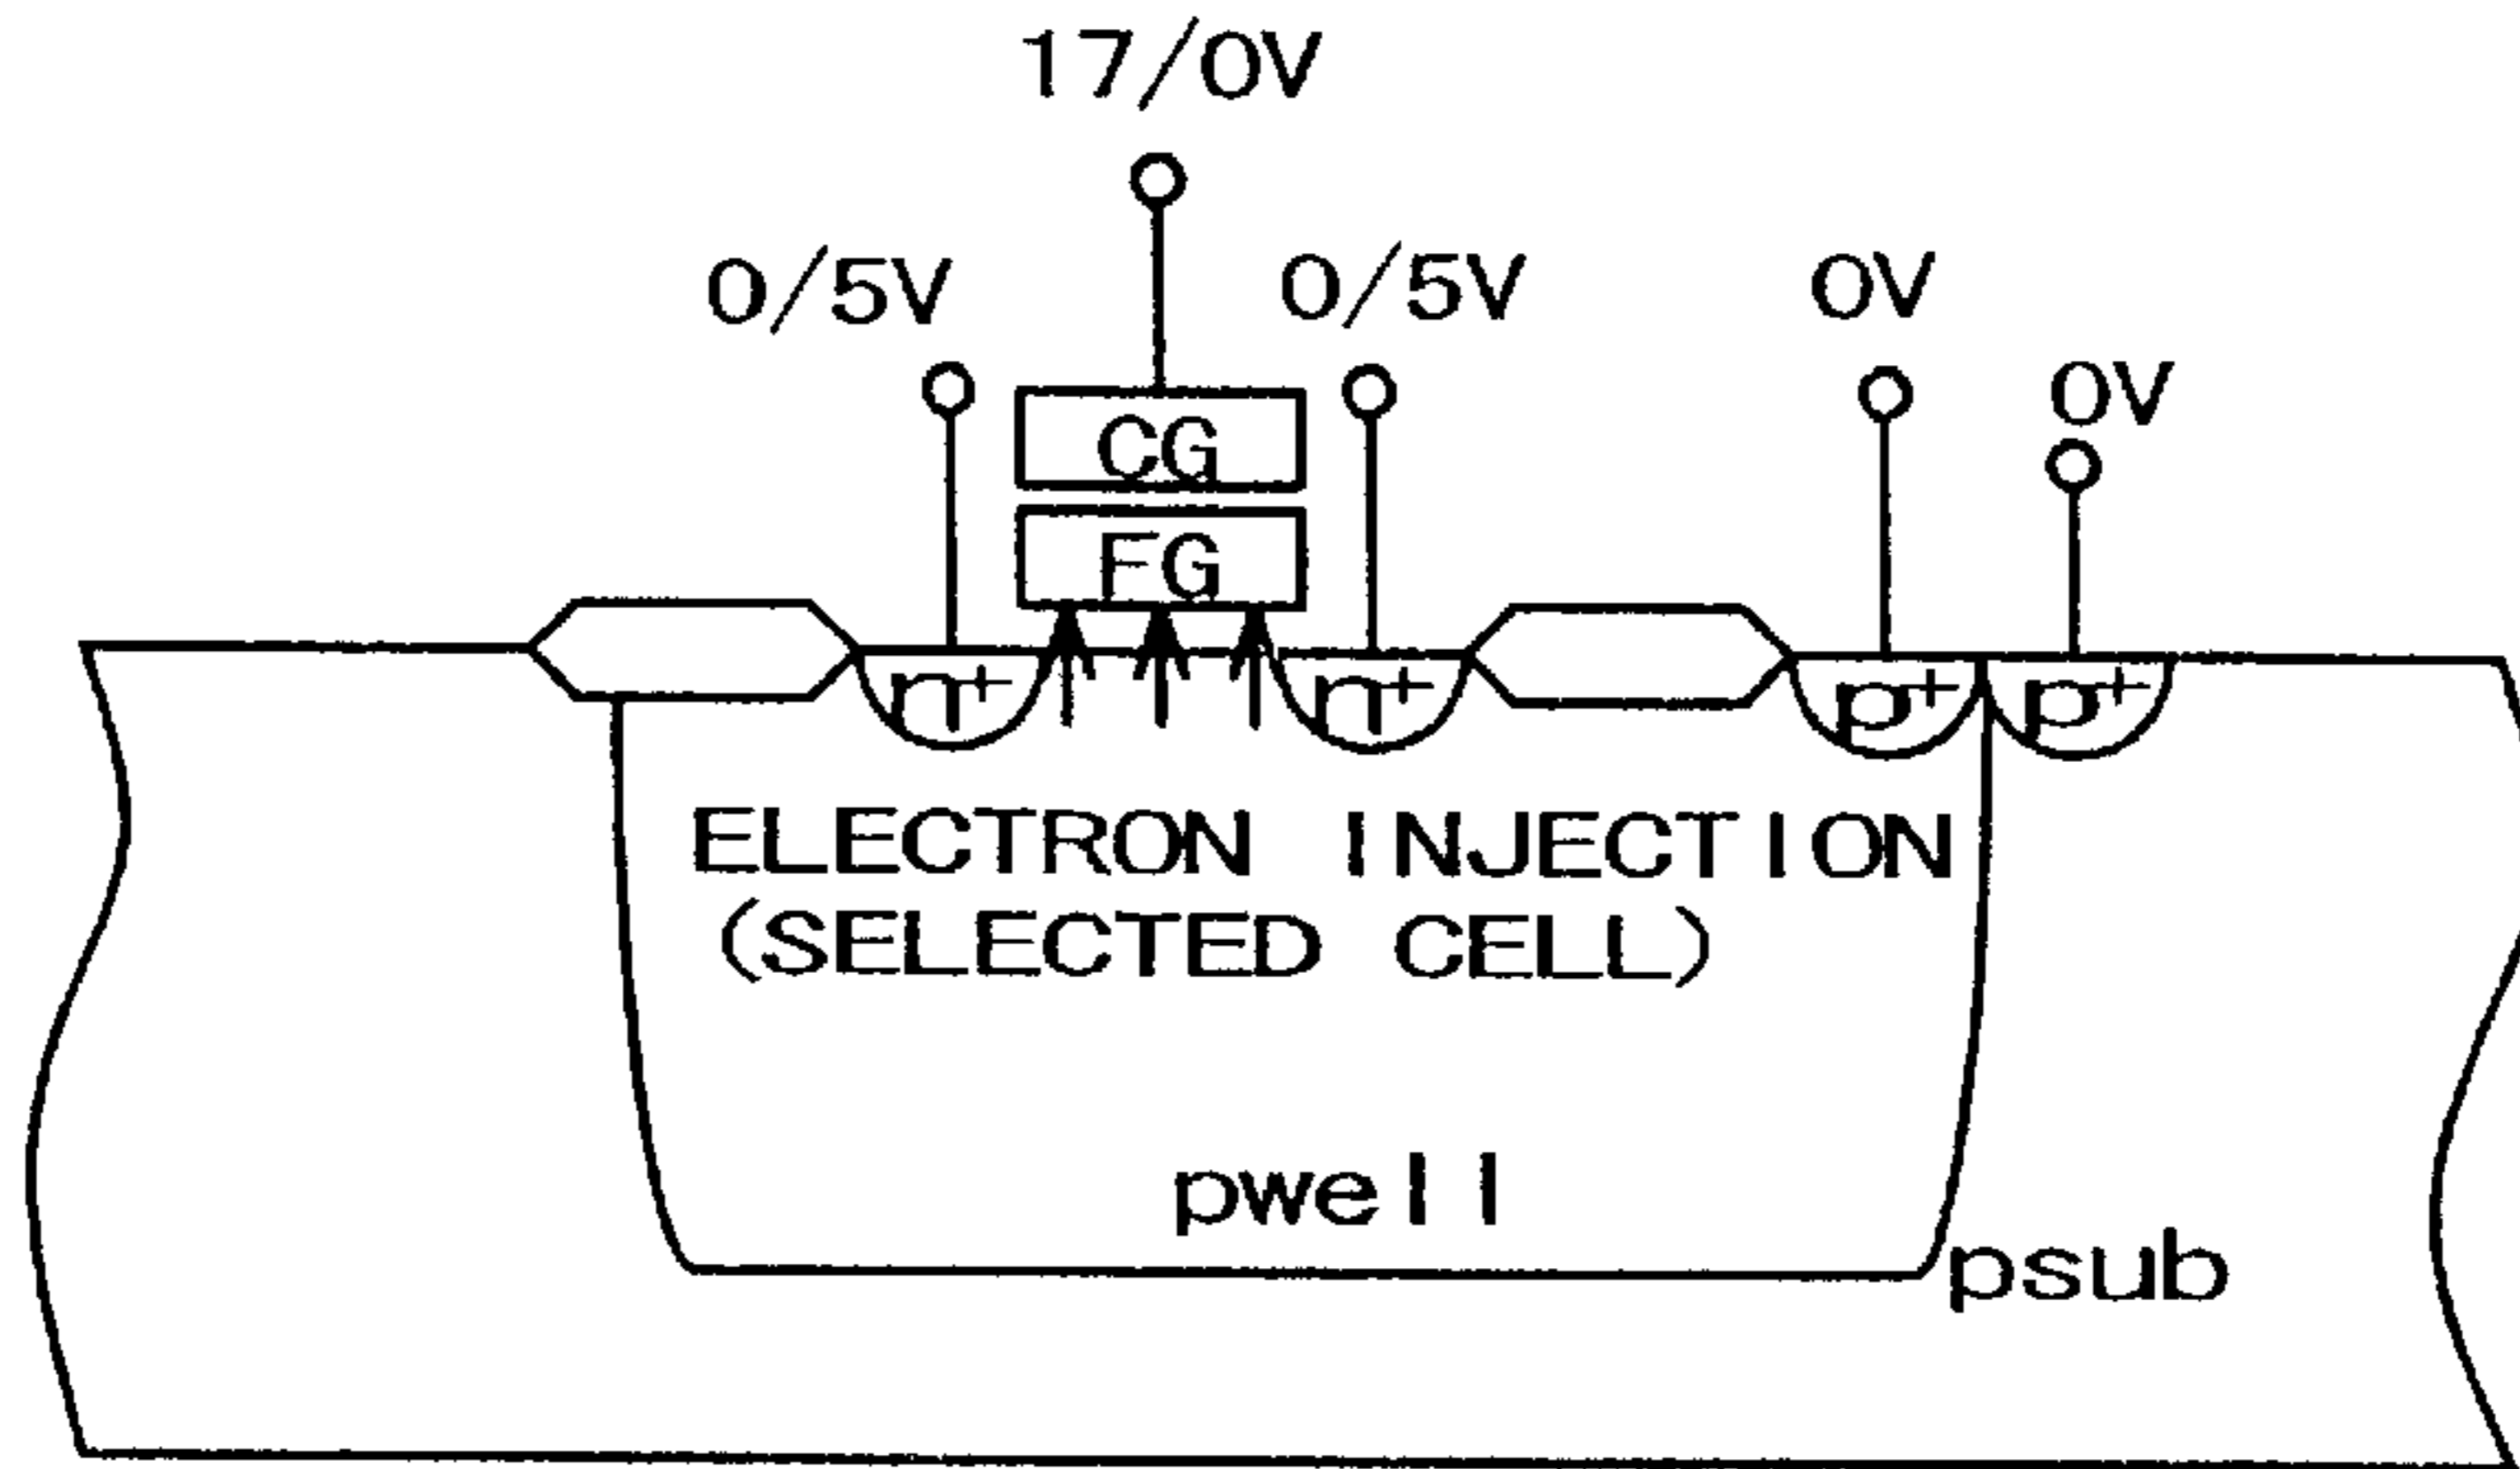 17/0V
0/5V
0/5V
0V
0V
CG
FG
n+
n+
p+
p+
ELECTRON INJECTION
(SELECTED CELL)
pwell
psub